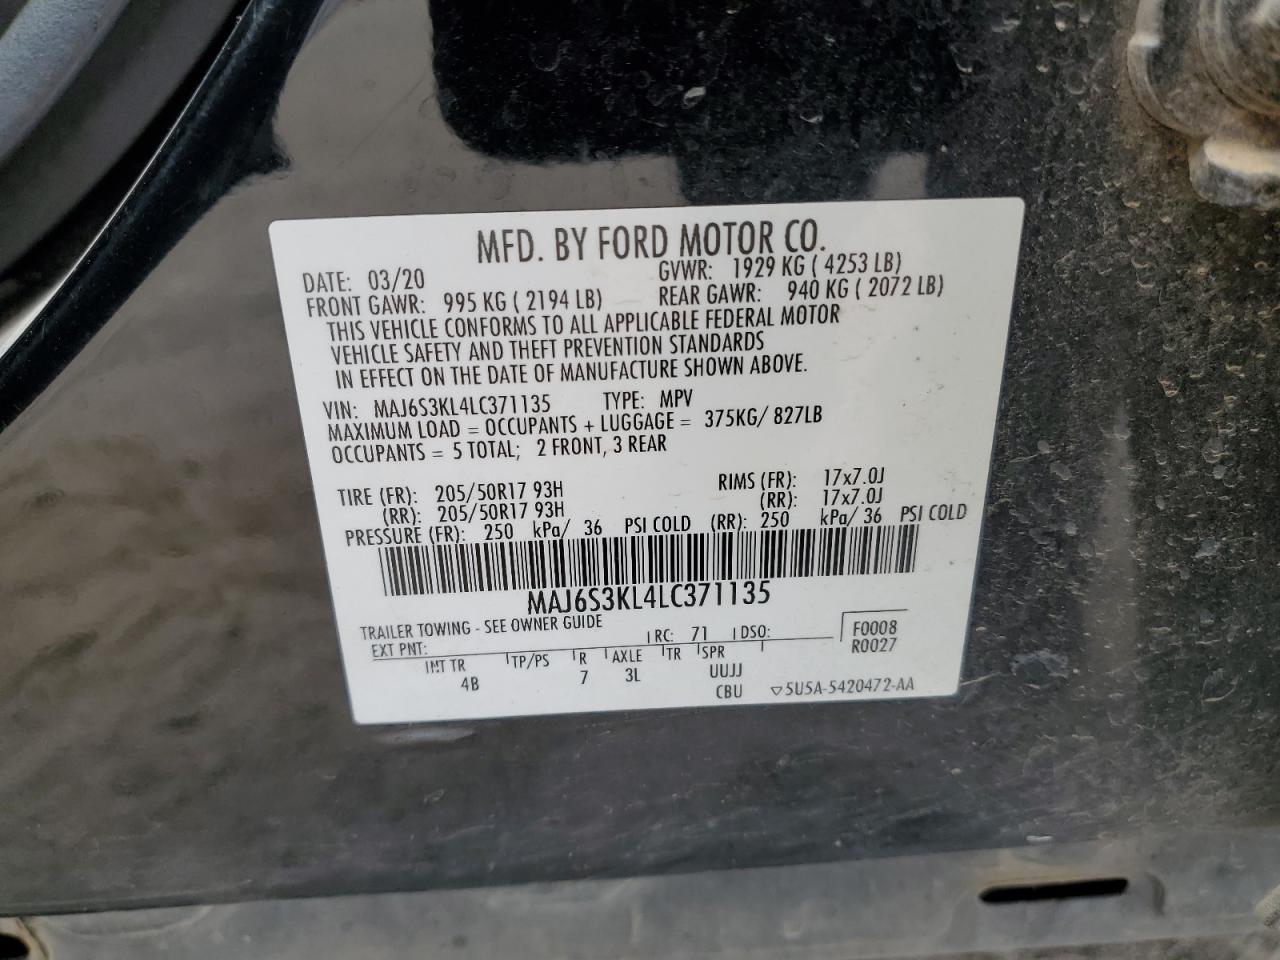 MFD. BY FORD MOTOR CO.
DATE: 03/20 GVWR: 1929 KG ( 4253 LB)
FRONT GAWR: 995 KG ( 2194 LB) REAR GAWR: 940 KG ( 2072 LB)
THIS VEHICLE CONFORMS TO ALL APPLICABLE FEDERAL MOTOR
VEHICLE SAFETY AND THEFT PREVENTION STANDARDS
IN EFFECT ON THE DATE OF MANUFACTURE SHOWN ABOVE.
VIN: MAJ6S3KL4LC371135 TYPE: MPV
MAXIMUM LOAD = OCCUPANTS + LUGGAGE = 375KG/ 827LB
OCCUPANTS = 5 TOTAL; 2 FRONT, 3 REAR
TIRE (FR): 205/50R17 93H RIMS (FR): 17x7.0J
(RR): 205/50R17 93H (RR): 17x7.0J
PRESSURE (FR): 250 kPa/ 36 PSI COLD (RR): 250 kPa/ 36 PSI COLD
MAJ6S3KL4LC371135
TRAILER TOWING - SEE OWNER GUIDE
EXT PNT: RC: 71 DSO: F0008
R0027
INT TR TP/PS R AXLE TR SPR
4B 7 3L UUJJ
CBU ▽5U5A-5420472-AA